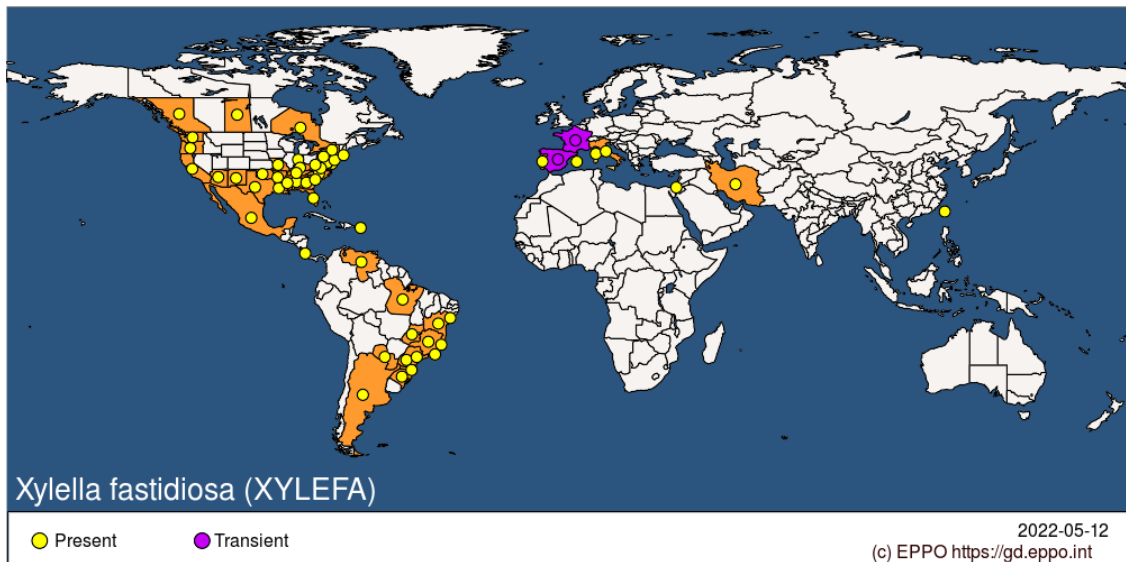 Xylella fastidiosa (XYLEFA)
Present
Transient
2022-05-12
(c) EPPO https://gd.eppo.int